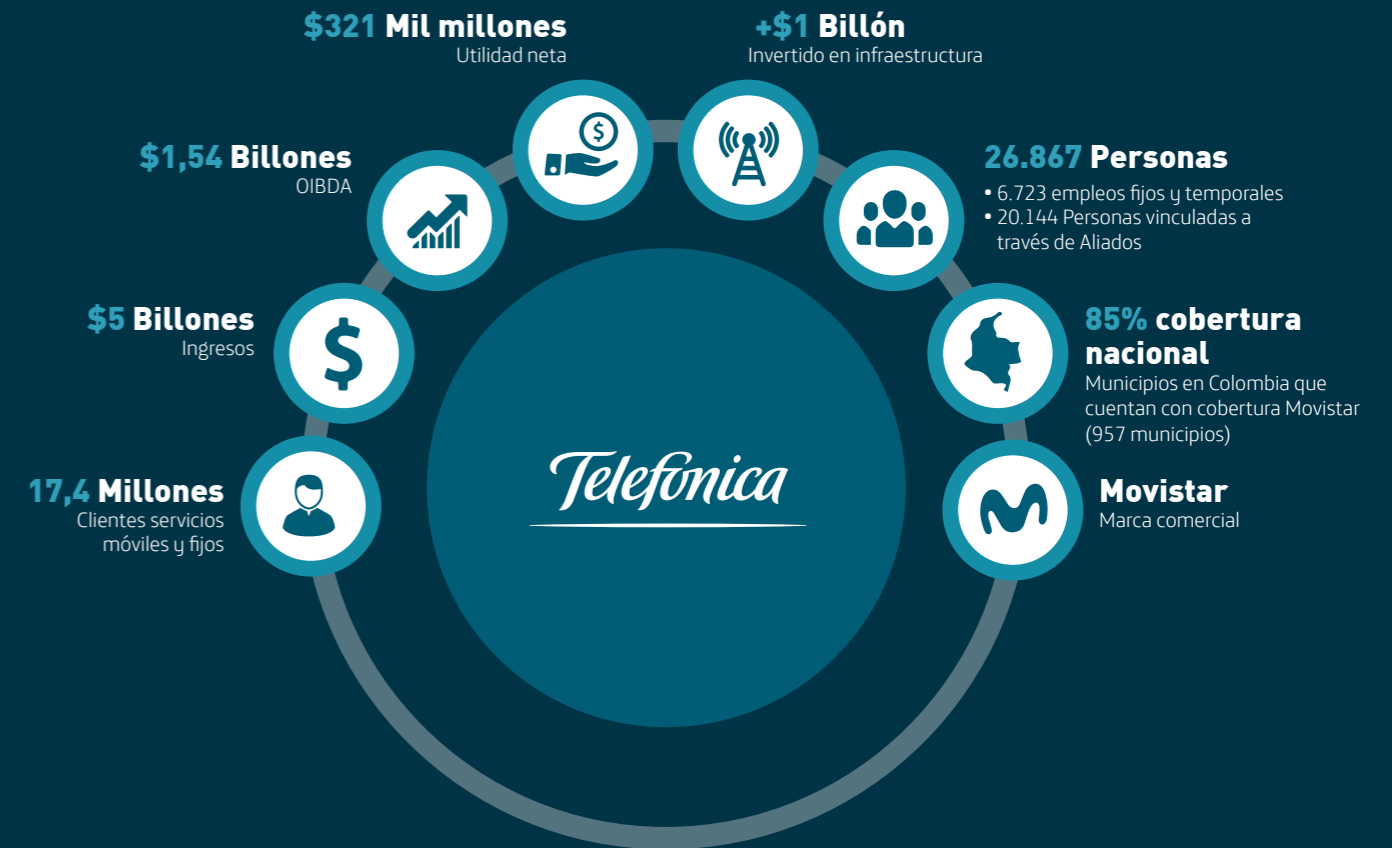 $321 Mil millones
Utilidad neta
+$1 Billón
Invertido en infraestructura
$1,54 Billones
OIBDA
26.867 Personas
• 6.723 empleos fijos y temporales
• 20.144 Personas vinculadas a
través de Aliados
$5 Billones
Ingresos
85% cobertura
nacional
Municipios en Colombia que
cuentan con cobertura Movistar
(957 municipios)
17,4 Millones
Clientes servicios
móviles y fijos
Telefónica
Movistar
Marca comercial